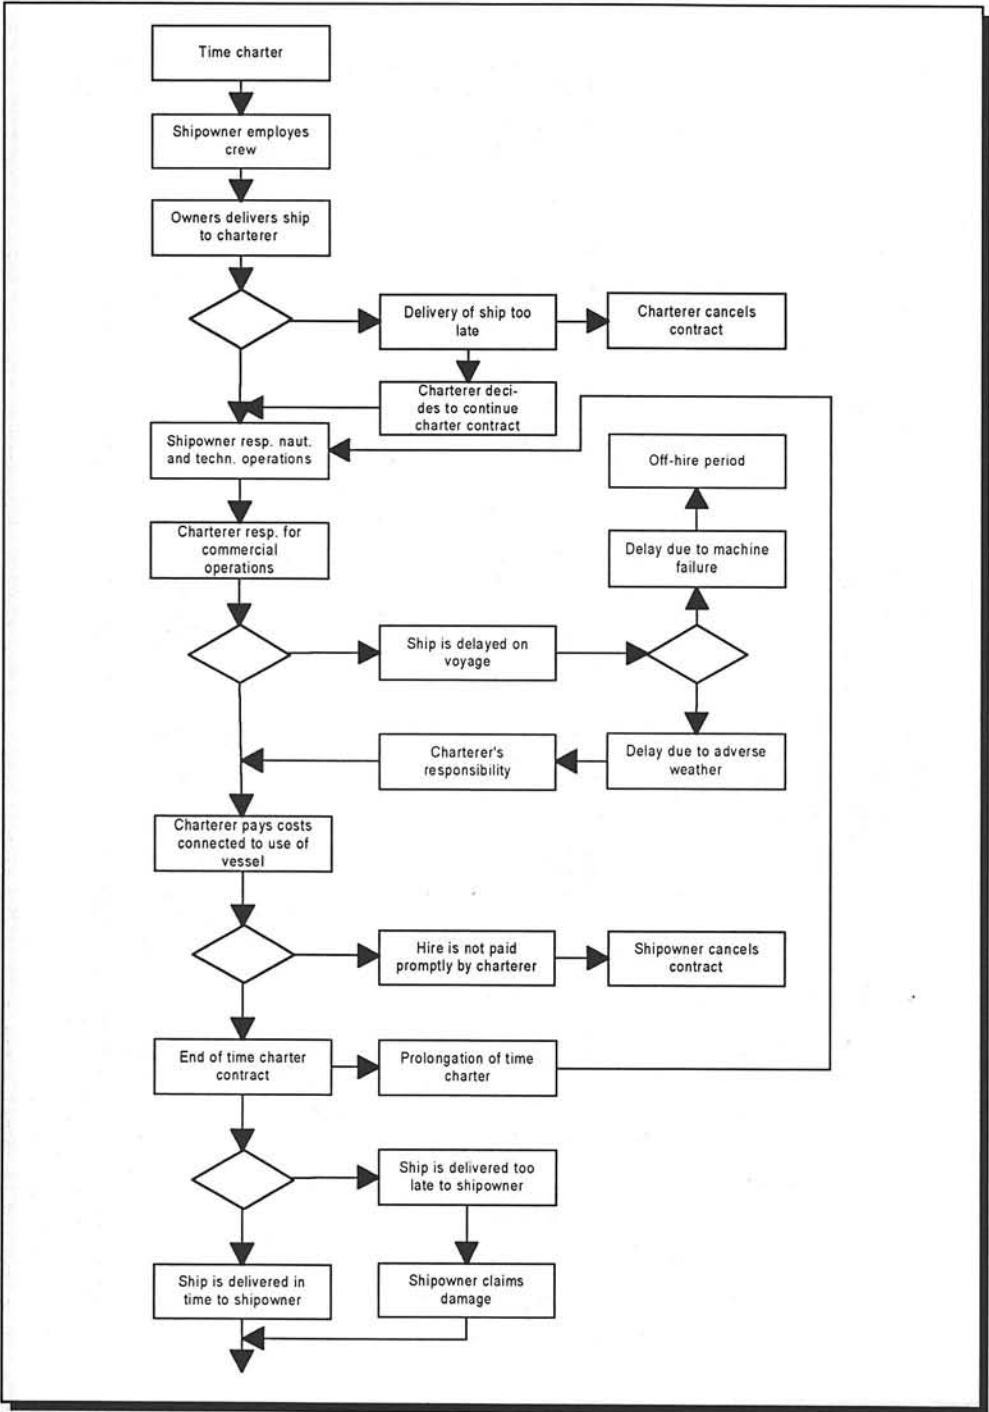 Time charter
Shipowner employes
crew
Owners delivers ship
to charterer
Delivery of ship too
late
Charterer cancels
contract
Charterer deci-
des to continue
charter contract
Shipowner resp. naut.
and techn. operations
Off-hire period
Charterer resp. for
commercial
operations
Delay due to machine
failure
Ship is delayed on
voyage
Charterer's
responsibility
Delay due to adverse
weather
Charterer pays costs
connected to use of
vessel
Hire is not paid
promptly by charterer
Shipowner cancels
contract
End of time charter
contract
Prolongation of time
charter
Ship is delivered too
late to shipowner
Ship is delivered in
time to shipowner
Shipowner claims
damage